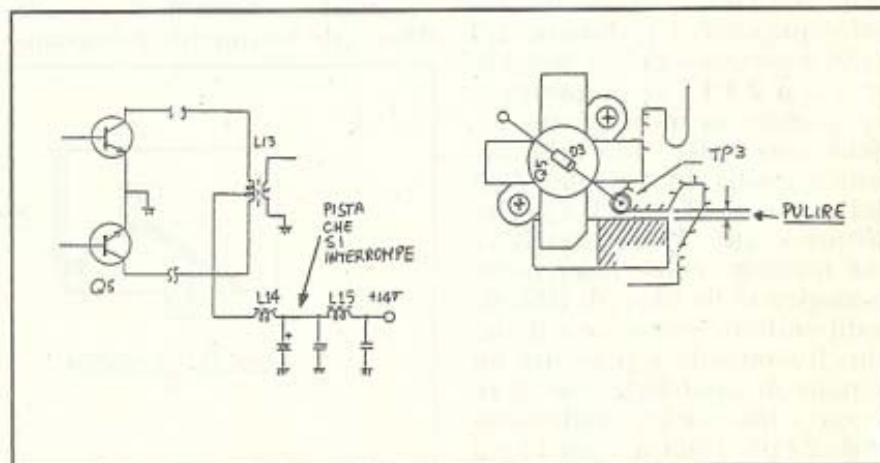 L13
PISTA
CHE
SI
INTERROMPE
Q5
L14
L15
+14V
+
Q5
D3
TP3
PULIRE